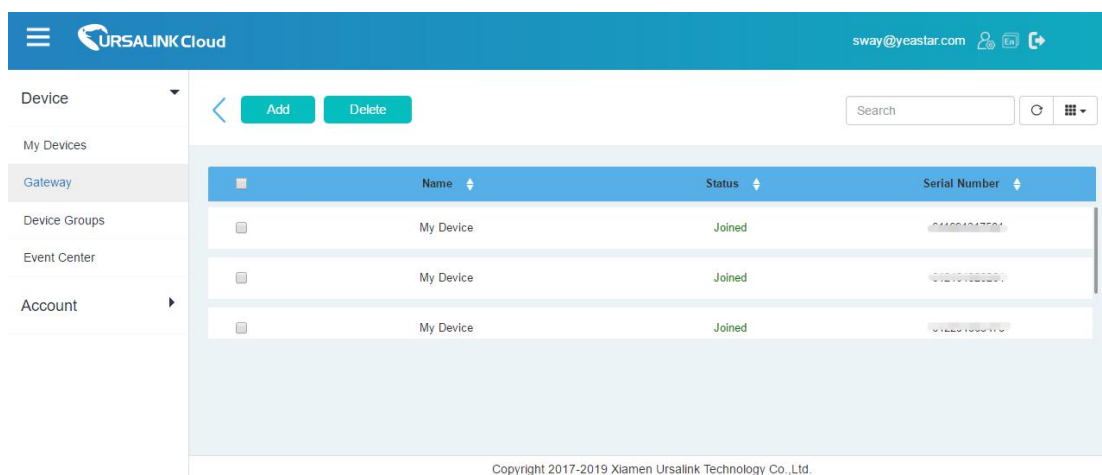 URSALINK Cloud
sway@yeastar.com En
Device
Add Delete
Search
My Devices
Gateway
Device Groups
Event Center
Account
Name Status Serial Number
My Device Joined
My Device Joined
My Device Joined
Copyright 2017-2019 Xiamen Ursalink Technology Co.,Ltd.